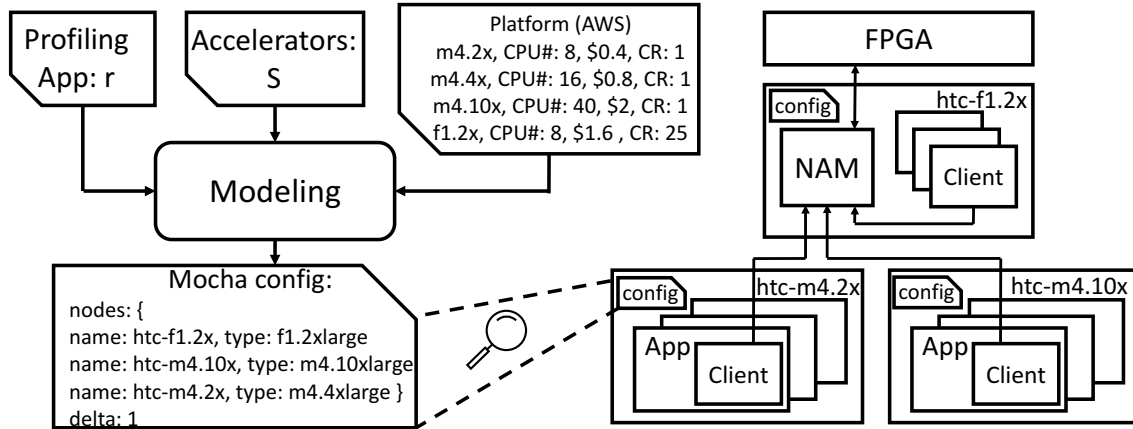 Profiling
App: r
Accelerators:
S
Platform (AWS)
m4.2x, CPU#: 8, $0.4, CR: 1
m4.4x, CPU#: 16, $0.8, CR: 1
m4.10x, CPU#: 40, $2, CR: 1
f1.2x, CPU#: 8, $1.6 , CR: 25
Modeling
Mocha config:
nodes: {
name: htc-f1.2x, type: f1.2xlarge
name: htc-m4.10x, type: m4.10xlarge
name: htc-m4.2x, type: m4.4xlarge }
delta: 1
FPGA
config
htc-f1.2x
NAM
Client
config
htc-m4.2x
App
Client
config
htc-m4.10x
App
Client